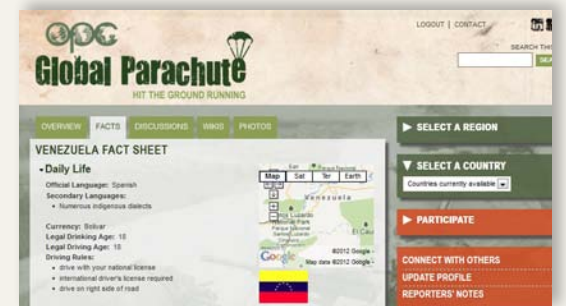 LOGOUT | CONTACT
in
opc
SEARCH THI
Global Parachute
SEA
HIT THE GROUND RUNNING
OVERVIEW FACTS DISCUSSIONS WIKIS PHOTOS
VENEZUELA FACT SHEET
Daily Life
Official Language: Spanish
Secondary Languages:
Numerous indigenous dialects
Currency: Bolivar
Legal Drinking Age: 18
Legal Driving Age: 18
Driving Rules:
drive with your national license
international driver's license required
drive on right side of road
Map Sat Ter Earth
Venezuela
Google
©2012 Google -
Map data ©2012 Google -
SELECT A REGION
SELECT A COUNTRY
Countries currently available
PARTICIPATE
CONNECT WITH OTHERS
UPDATE PROFILE
REPORTERS' NOTES